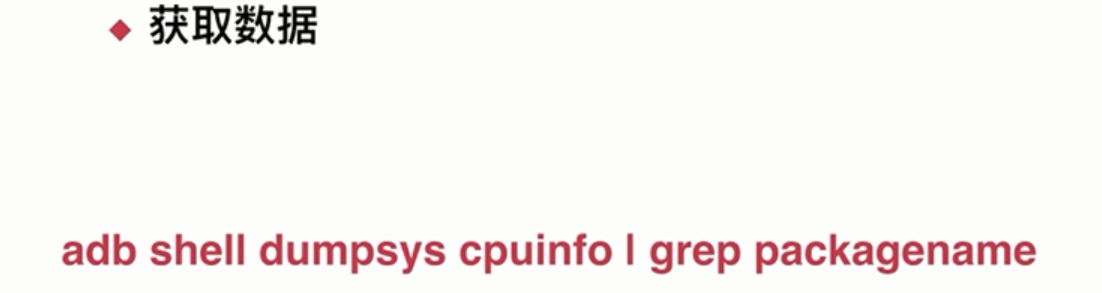 获取数据
adb shell dumpsys cpuinfo | grep packagename